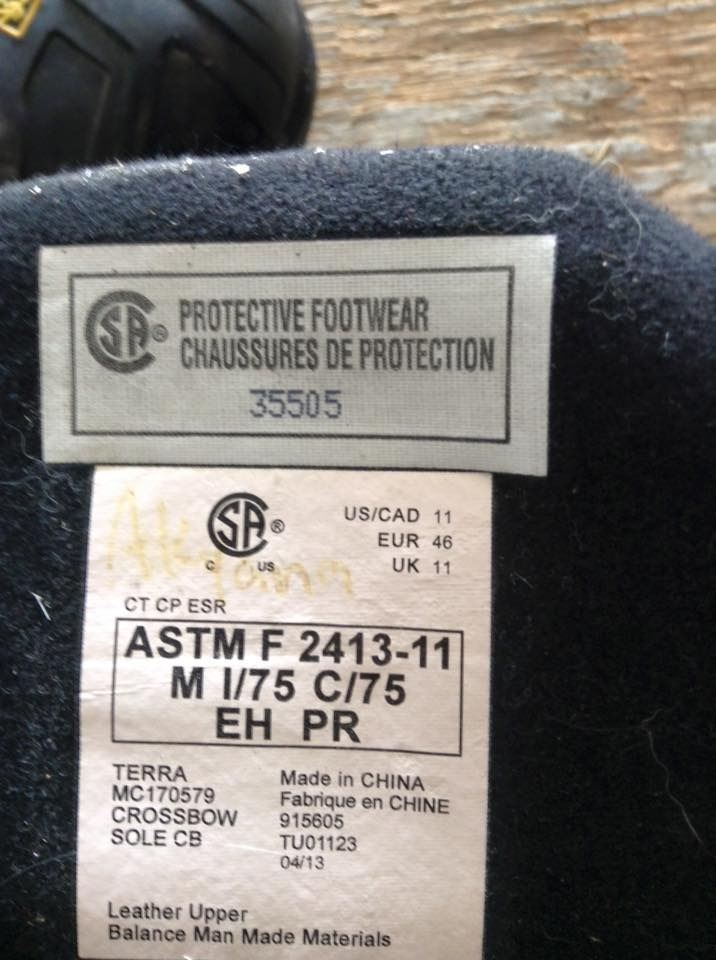 CSA®
PROTECTIVE FOOTWEAR
CHAUSSURES DE PROTECTION
35505
CSA®
C US
US/CAD 11
EUR 46
UK 11
CT CP ESR
ASTM F 2413-11
M I/75 C/75
EH PR
TERRA
MC170579
CROSSBOW
SOLE CB
Made in CHINA
Fabrique en CHINE
915605
TU01123
04/13
Leather Upper
Balance Man Made Materials